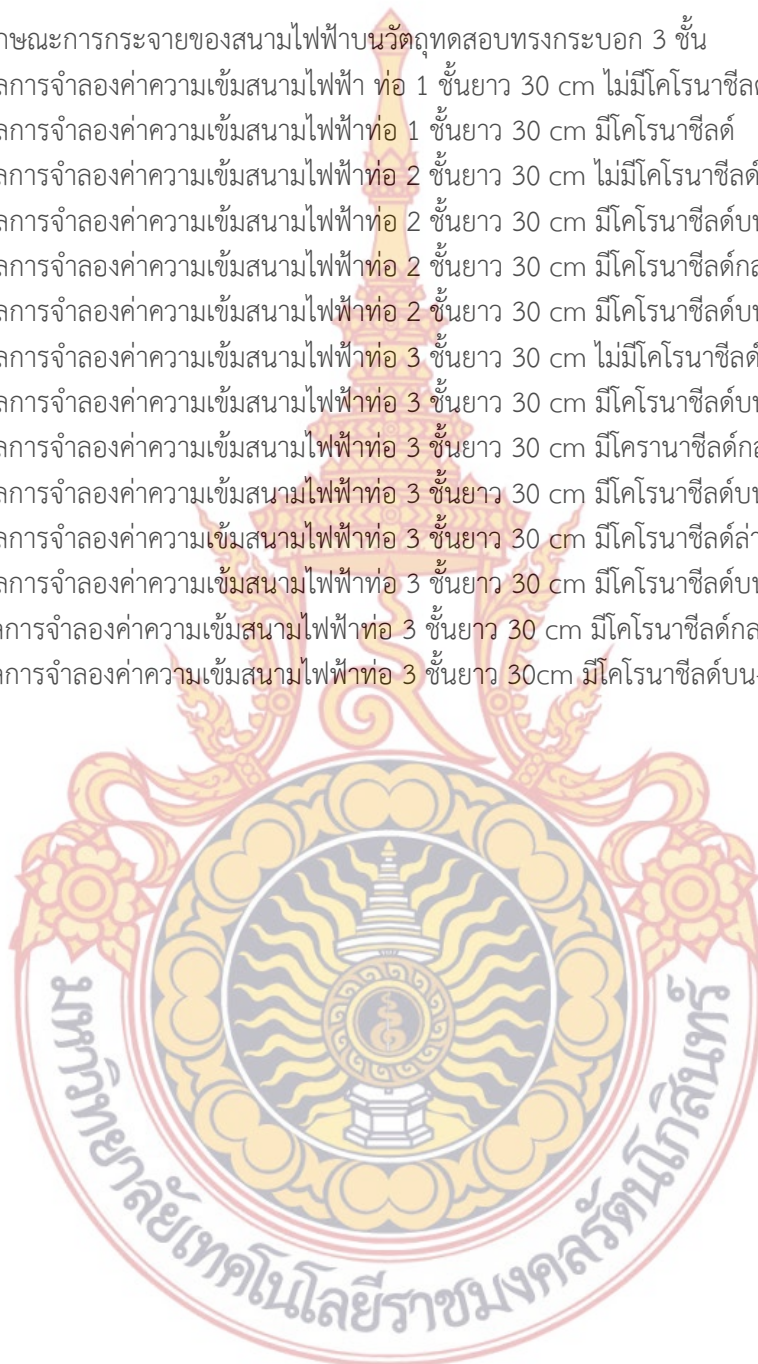 กษณะการกระจายของสนามไฟฟ้าบนวัตถุทดสอบทรงกระบอก 3 ชั้น
ลการจำลองค่าความเข้มสนามไฟฟ้า ท่อ 1 ชั้นยาว 30 cm ไม่มีโคโรนาชีลด์
ลการจำลองค่าความเข้มสนามไฟฟ้าท่อ 1 ชั้นยาว 30 cm มีโคโรนาชีลด์
ลการจำลองค่าความเข้มสนามไฟฟ้าท่อ 2 ชั้นยาว 30 cm ไม่มีโคโรนาชีลด์
ลการจำลองค่าความเข้มสนามไฟฟ้าท่อ 2 ชั้นยาว 30 cm มีโคโรนาชีลด์บน
ลการจำลองค่าความเข้มสนามไฟฟ้าท่อ 2 ชั้นยาว 30 cm มีโคโรนาชีลด์กล
ลการจำลองค่าความเข้มสนามไฟฟ้าท่อ 2 ชั้นยาว 30 cm มีโคโรนาชีลด์บน
ลการจำลองค่าความเข้มสนามไฟฟ้าท่อ 3 ชั้นยาว 30 cm ไม่มีโคโรนาชีลด์
ลการจำลองค่าความเข้มสนามไฟฟ้าท่อ 3 ชั้นยาว 30 cm มีโคโรนาชีลด์บน
ลการจำลองค่าความเข้มสนามไฟฟ้าท่อ 3 ชั้นยาว 30 cm มีโครานาชีลด์กล
ลการจำลองค่าความเข้มสนามไฟฟ้าท่อ 3 ชั้นยาว 30 cm มีโคโรนาชีลด์บน
ลการจำลองค่าความเข้มสนามไฟฟ้าท่อ 3 ชั้นยาว 30 cm มีโคโรนาชีลด์ล่า
ลการจำลองค่าความเข้มสนามไฟฟ้าท่อ 3 ชั้นยาว 30 cm มีโคโรนาชีลด์บน
ลการจำลองค่าความเข้มสนามไฟฟ้าท่อ 3 ชั้นยาว 30 cm มีโคโรนาชีลด์กล
ลการจำลองค่าความเข้มสนามไฟฟ้าท่อ 3 ชั้นยาว 30cm มีโคโรนาชีลด์บน-
มหาวิทยาลัยเทคโนโลยีราชมงคลรัตนโกสินทร์